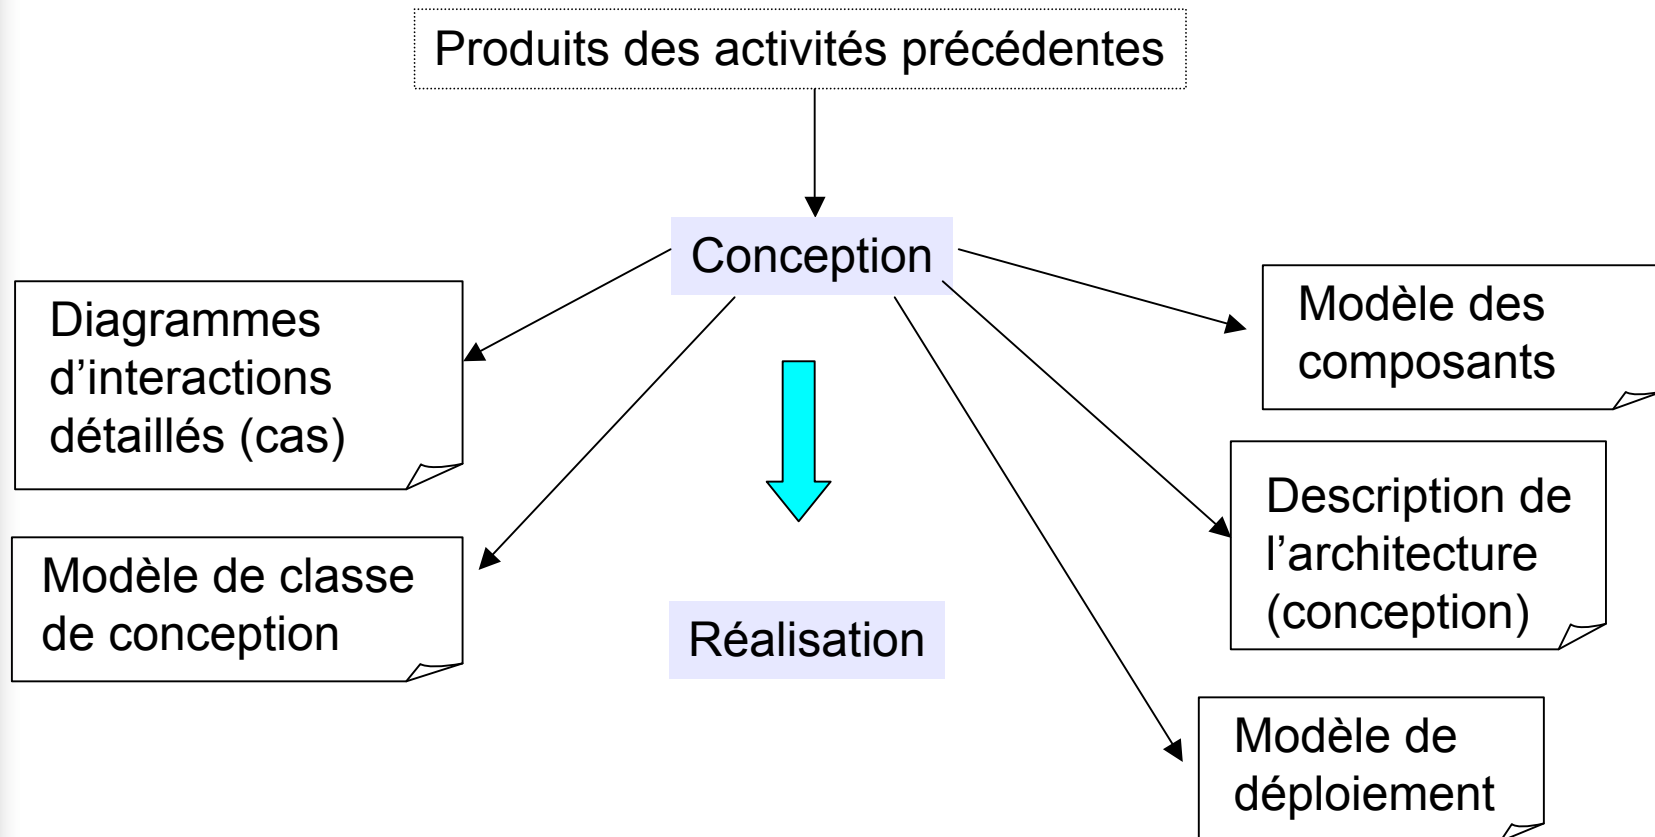 Produits des activités précédentes
Conception
Diagrammes
d’interactions
détaillés (cas)
Modèle des
composants
Modèle de classe
de conception
Description de
l’architecture
(conception)
Réalisation
Modèle de
déploiement